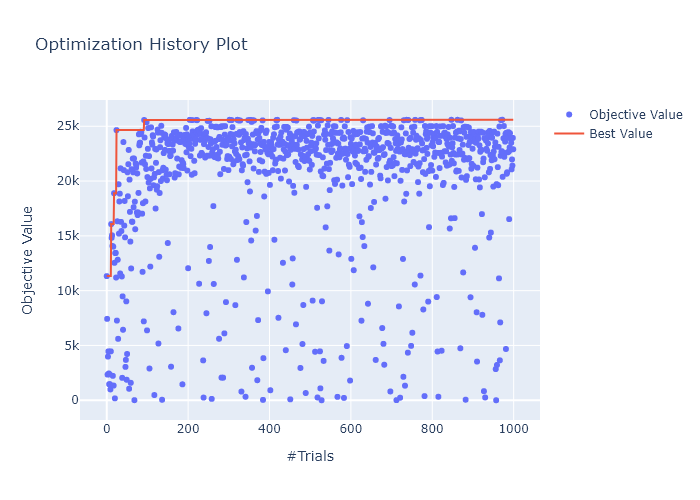 Optimization History Plot
Objective Value
Best Value
25k
20k
15k
10k
5k
0
Objective Value
0 200 400 600 800 1000
#Trials